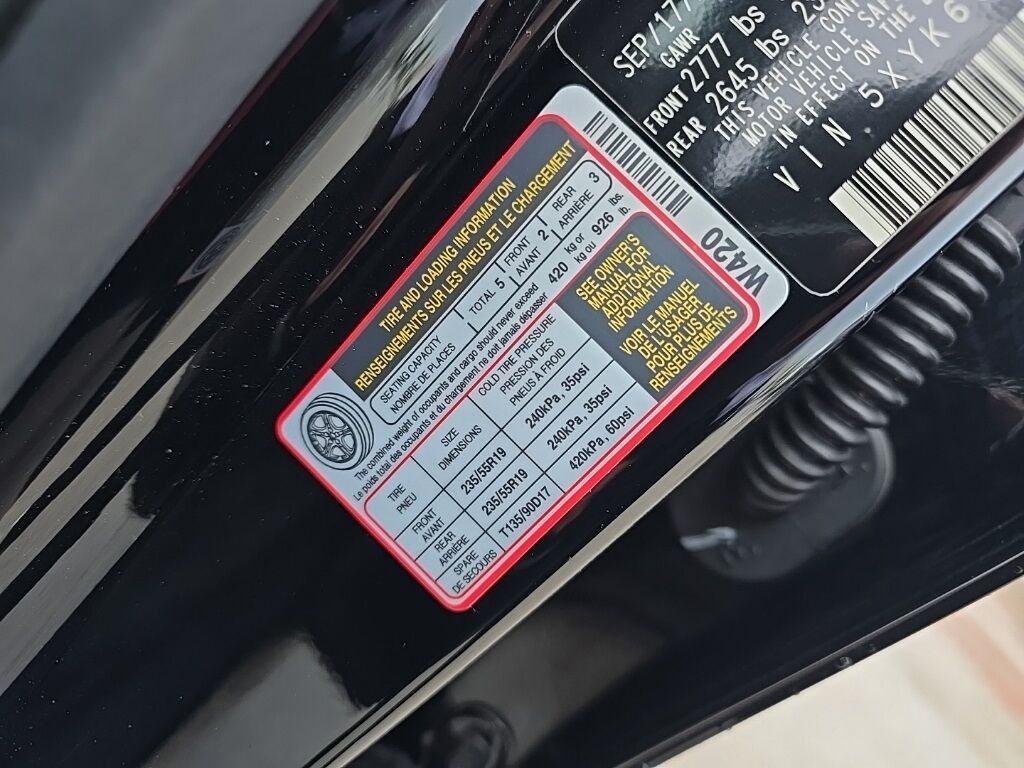 SEP/17
GAWR
FRONT 2777 lbs
REAR 2645 lbs
THIS VEHICLE
MOTOR VEHICLE
IN EFFECT ON THE
VIN 5XYK6
TIRE AND LOADING INFORMATION
RENSEIGNEMENTS SUR LES PNEUS ET LE CHARGEMENT
SEATING CAPACITY
NOMBRE DE PLACES
TOTAL 5
FRONT
AVANT
2
REAR
ARRIÈRE
3
The combined weight of occupants and cargo should never exceed
Le poids total des occupants et du chargement ne doit jamais dépasser
420 kg or
kg ou
926 lbs.
lb.
TIRE
PNEU
SIZE
DIMENSIONS
COLD TIRE PRESSURE
PRESSION DES
PNEUS À FROID
FRONT
AVANT
235/55R19
240kPa, 35psi
REAR
ARRIÈRE
235/55R19
240kPa, 35psi
SPARE
DE SECOURS
T135/90D17
420kPa, 60psi
SEE OWNER'S
MANUAL FOR
ADDITIONAL
INFORMATION
VOIR LE MANUEL
DE L'USAGER
POUR PLUS DE
RENSEIGNEMENTS
W420